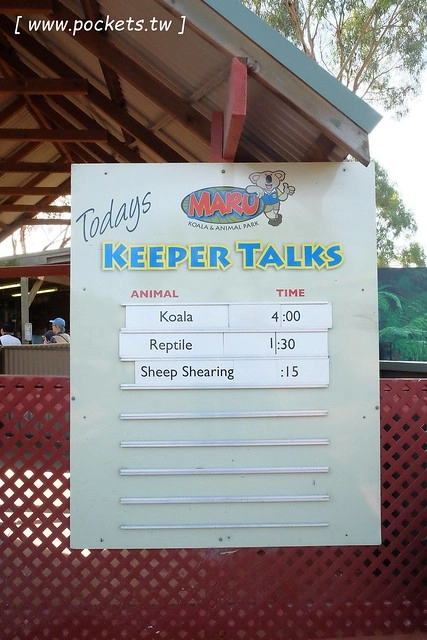 [ www.pockets.tw ]
Todays
MARU
KOALA & ANIMAL PARK
KEEPER TALKS
ANIMAL TIME
Koala 4:00
Reptile 1:30
Sheep Shearing :15